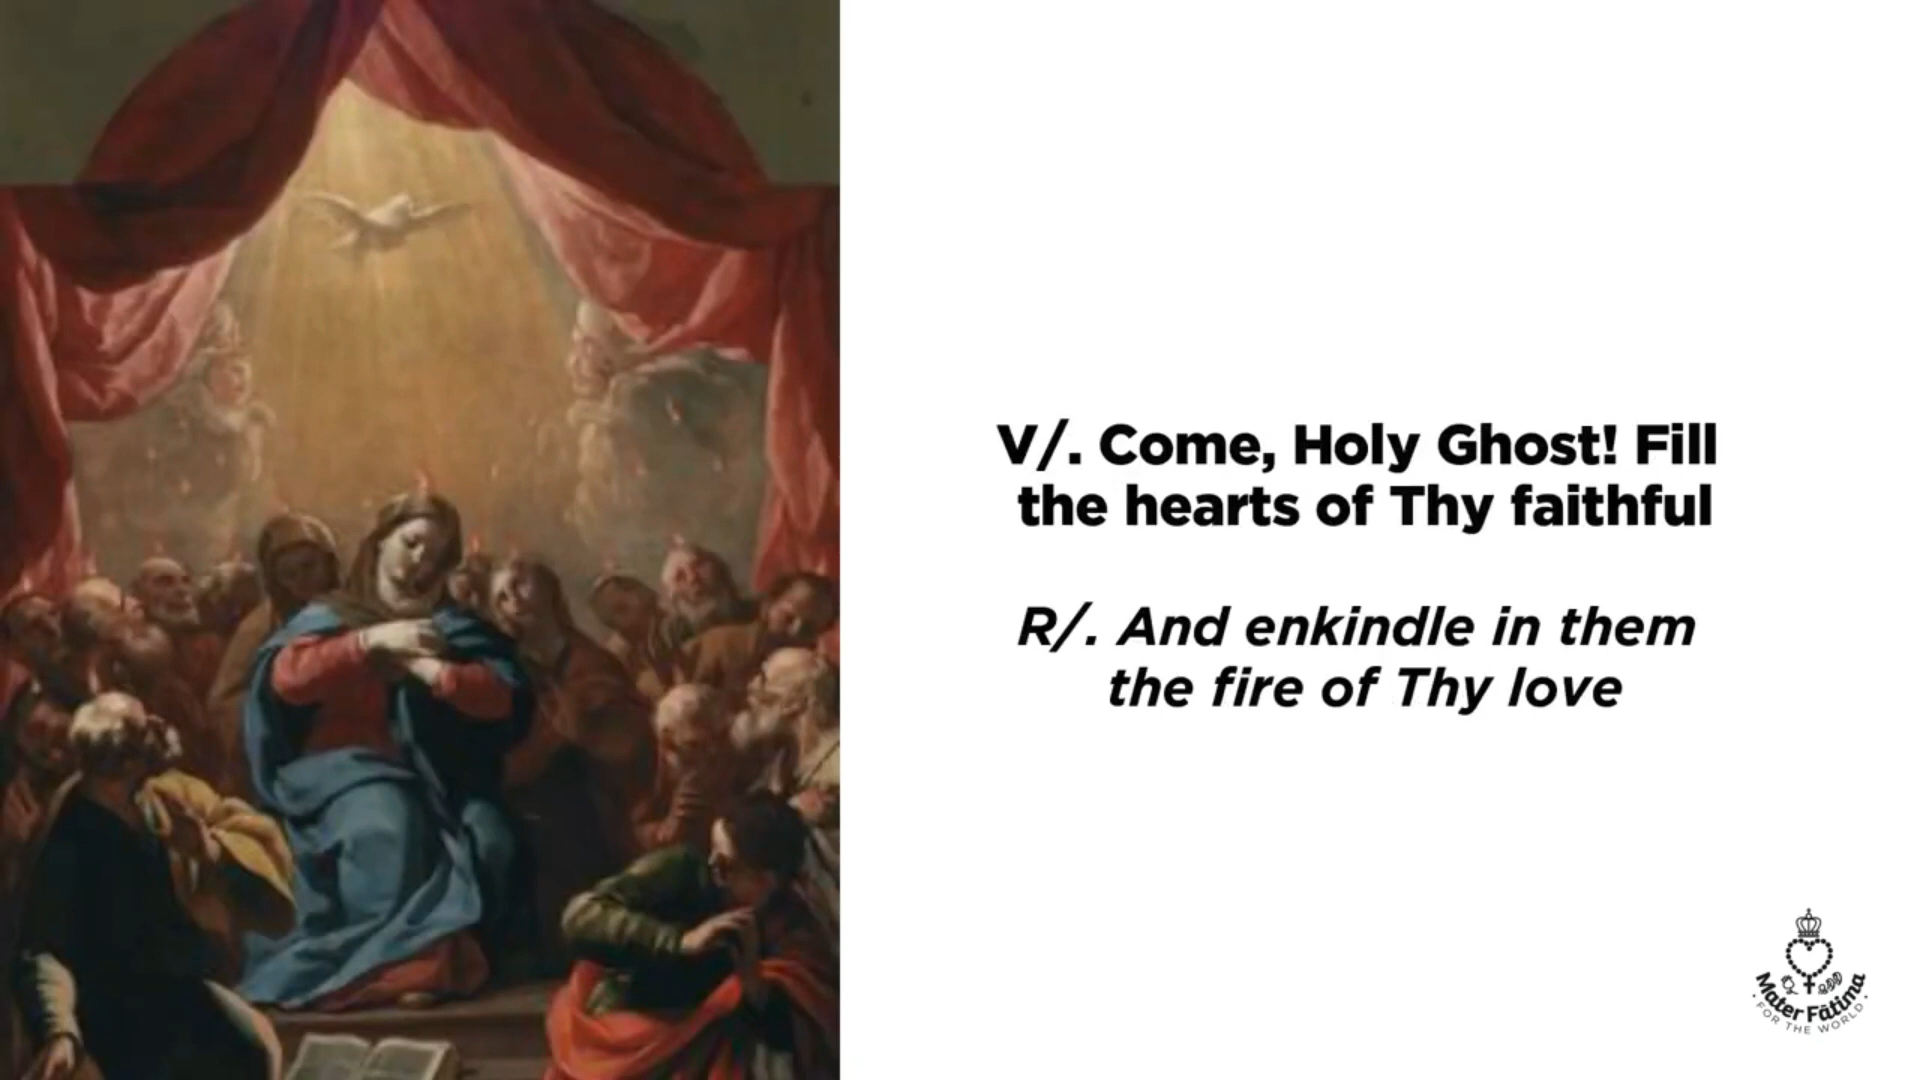 V/. Come, Holy Ghost! Fill
the hearts of Thy faithful
R/. And enkindle in them
the fire of Thy love
Mater Fátima
· FOR THE WORLD ·